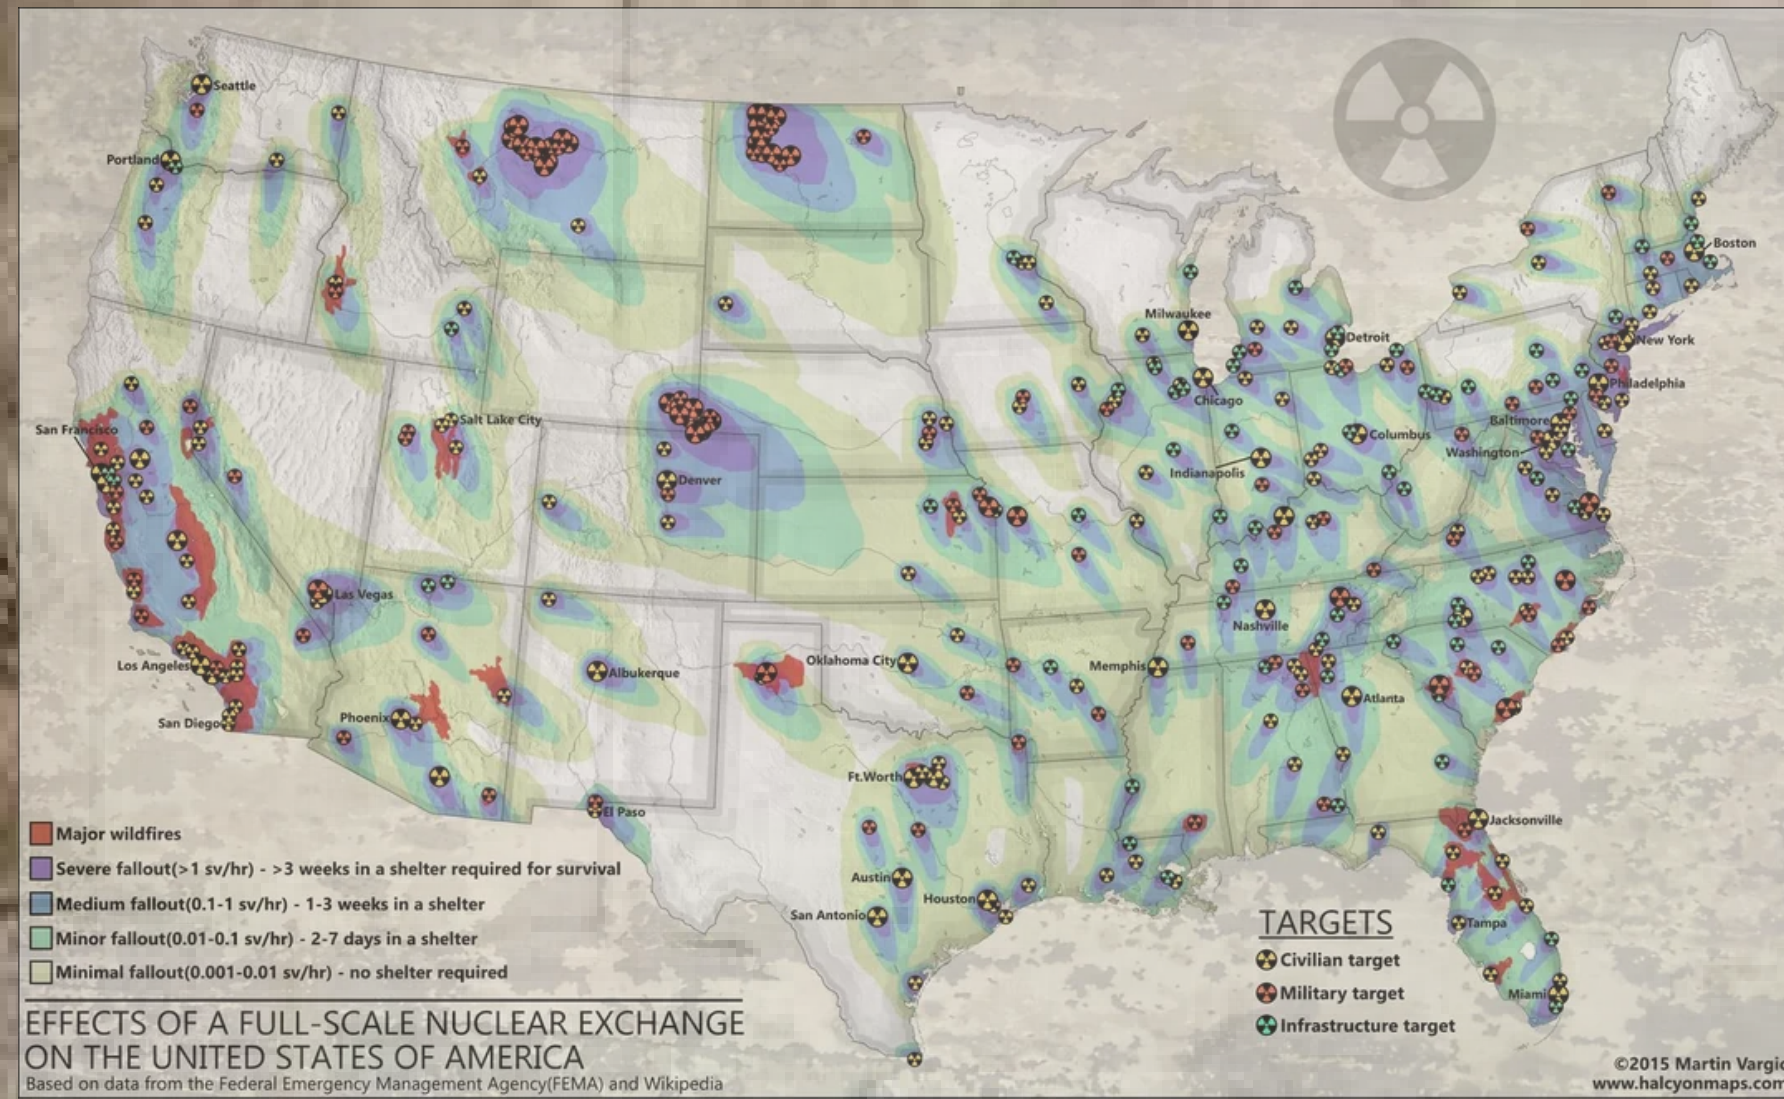 Seattle
Portland
Boston
Milwaukee
Detroit
New York
Chicago
Philadelphia
San Francisco
Salt Lake City
Baltimore
Columbus
Washington
Indianapolis
Denver
Las Vegas
Nashville
Los Angeles
Albukerque
Oklahoma City
Memphis
Phoenix
San Diego
Atlanta
Ft.Worth
El Paso
Jacksonville
Austin
Houston
San Antonio
Tampa
Miami
Major wildfires
Severe fallout(>1 sv/hr) - >3 weeks in a shelter required for survival
Medium fallout(0.1-1 sv/hr) - 1-3 weeks in a shelter
Minor fallout(0.01-0.1 sv/hr) - 2-7 days in a shelter
Minimal fallout(0.001-0.01 sv/hr) - no shelter required
TARGETS
Civilian target
Military target
Infrastructure target
EFFECTS OF A FULL-SCALE NUCLEAR EXCHANGE
ON THE UNITED STATES OF AMERICA
Based on data from the Federal Emergency Management Agency(FEMA) and Wikipedia
©2015 Martin Vargic
www.halcyonmaps.com